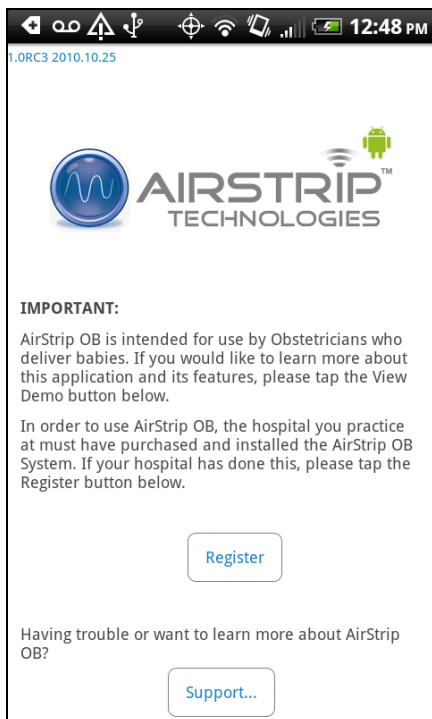 12:48 PM
1.0RC3 2010.10.25
AIRSTRIP™
TECHNOLOGIES
IMPORTANT:
AirStrip OB is intended for use by Obstetricians who
deliver babies. If you would like to learn more about
this application and its features, please tap the View
Demo button below.
In order to use AirStrip OB, the hospital you practice
at must have purchased and installed the AirStrip OB
System. If your hospital has done this, please tap the
Register button below.
Register
Having trouble or want to learn more about AirStrip
OB?
Support...